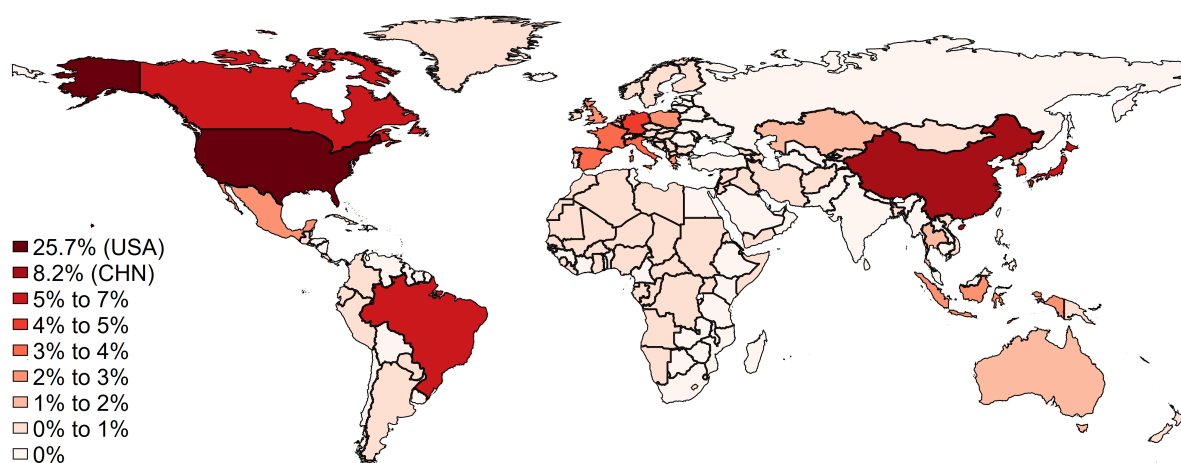 25.7% (USA)
8.2% (CHN)
5% to 7%
4% to 5%
3% to 4%
2% to 3%
1% to 2%
0% to 1%
0%